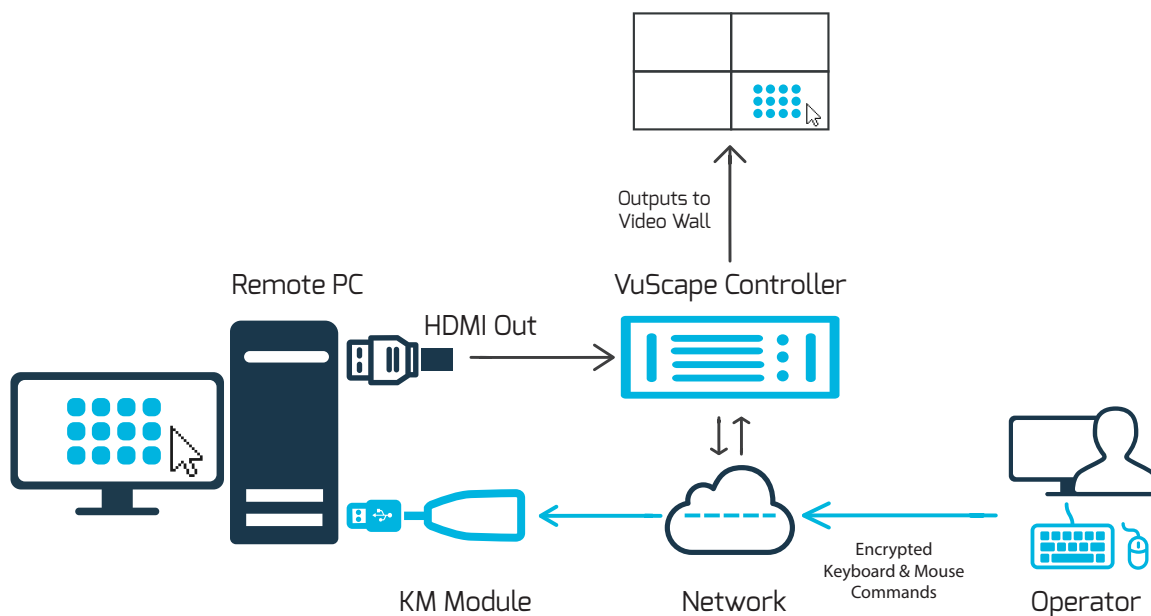 Outputs to
Video Wall
Remote PC
VuScape Controller
HDMI Out
Encrypted
Keyboard & Mouse
Commands
KM Module
Network
Operator